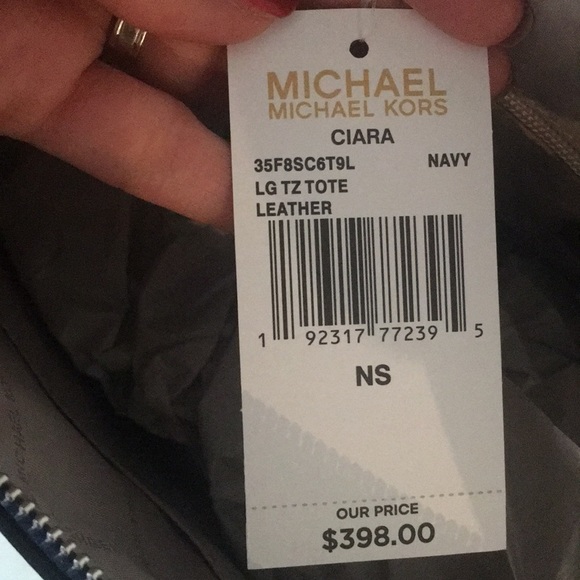 MICHAEL
MICHAEL KORS
CIARA
35F8SC6T9L NAVY
LG TZ TOTE
LEATHER
1 92317 77239 5
NS
OUR PRICE
$398.00